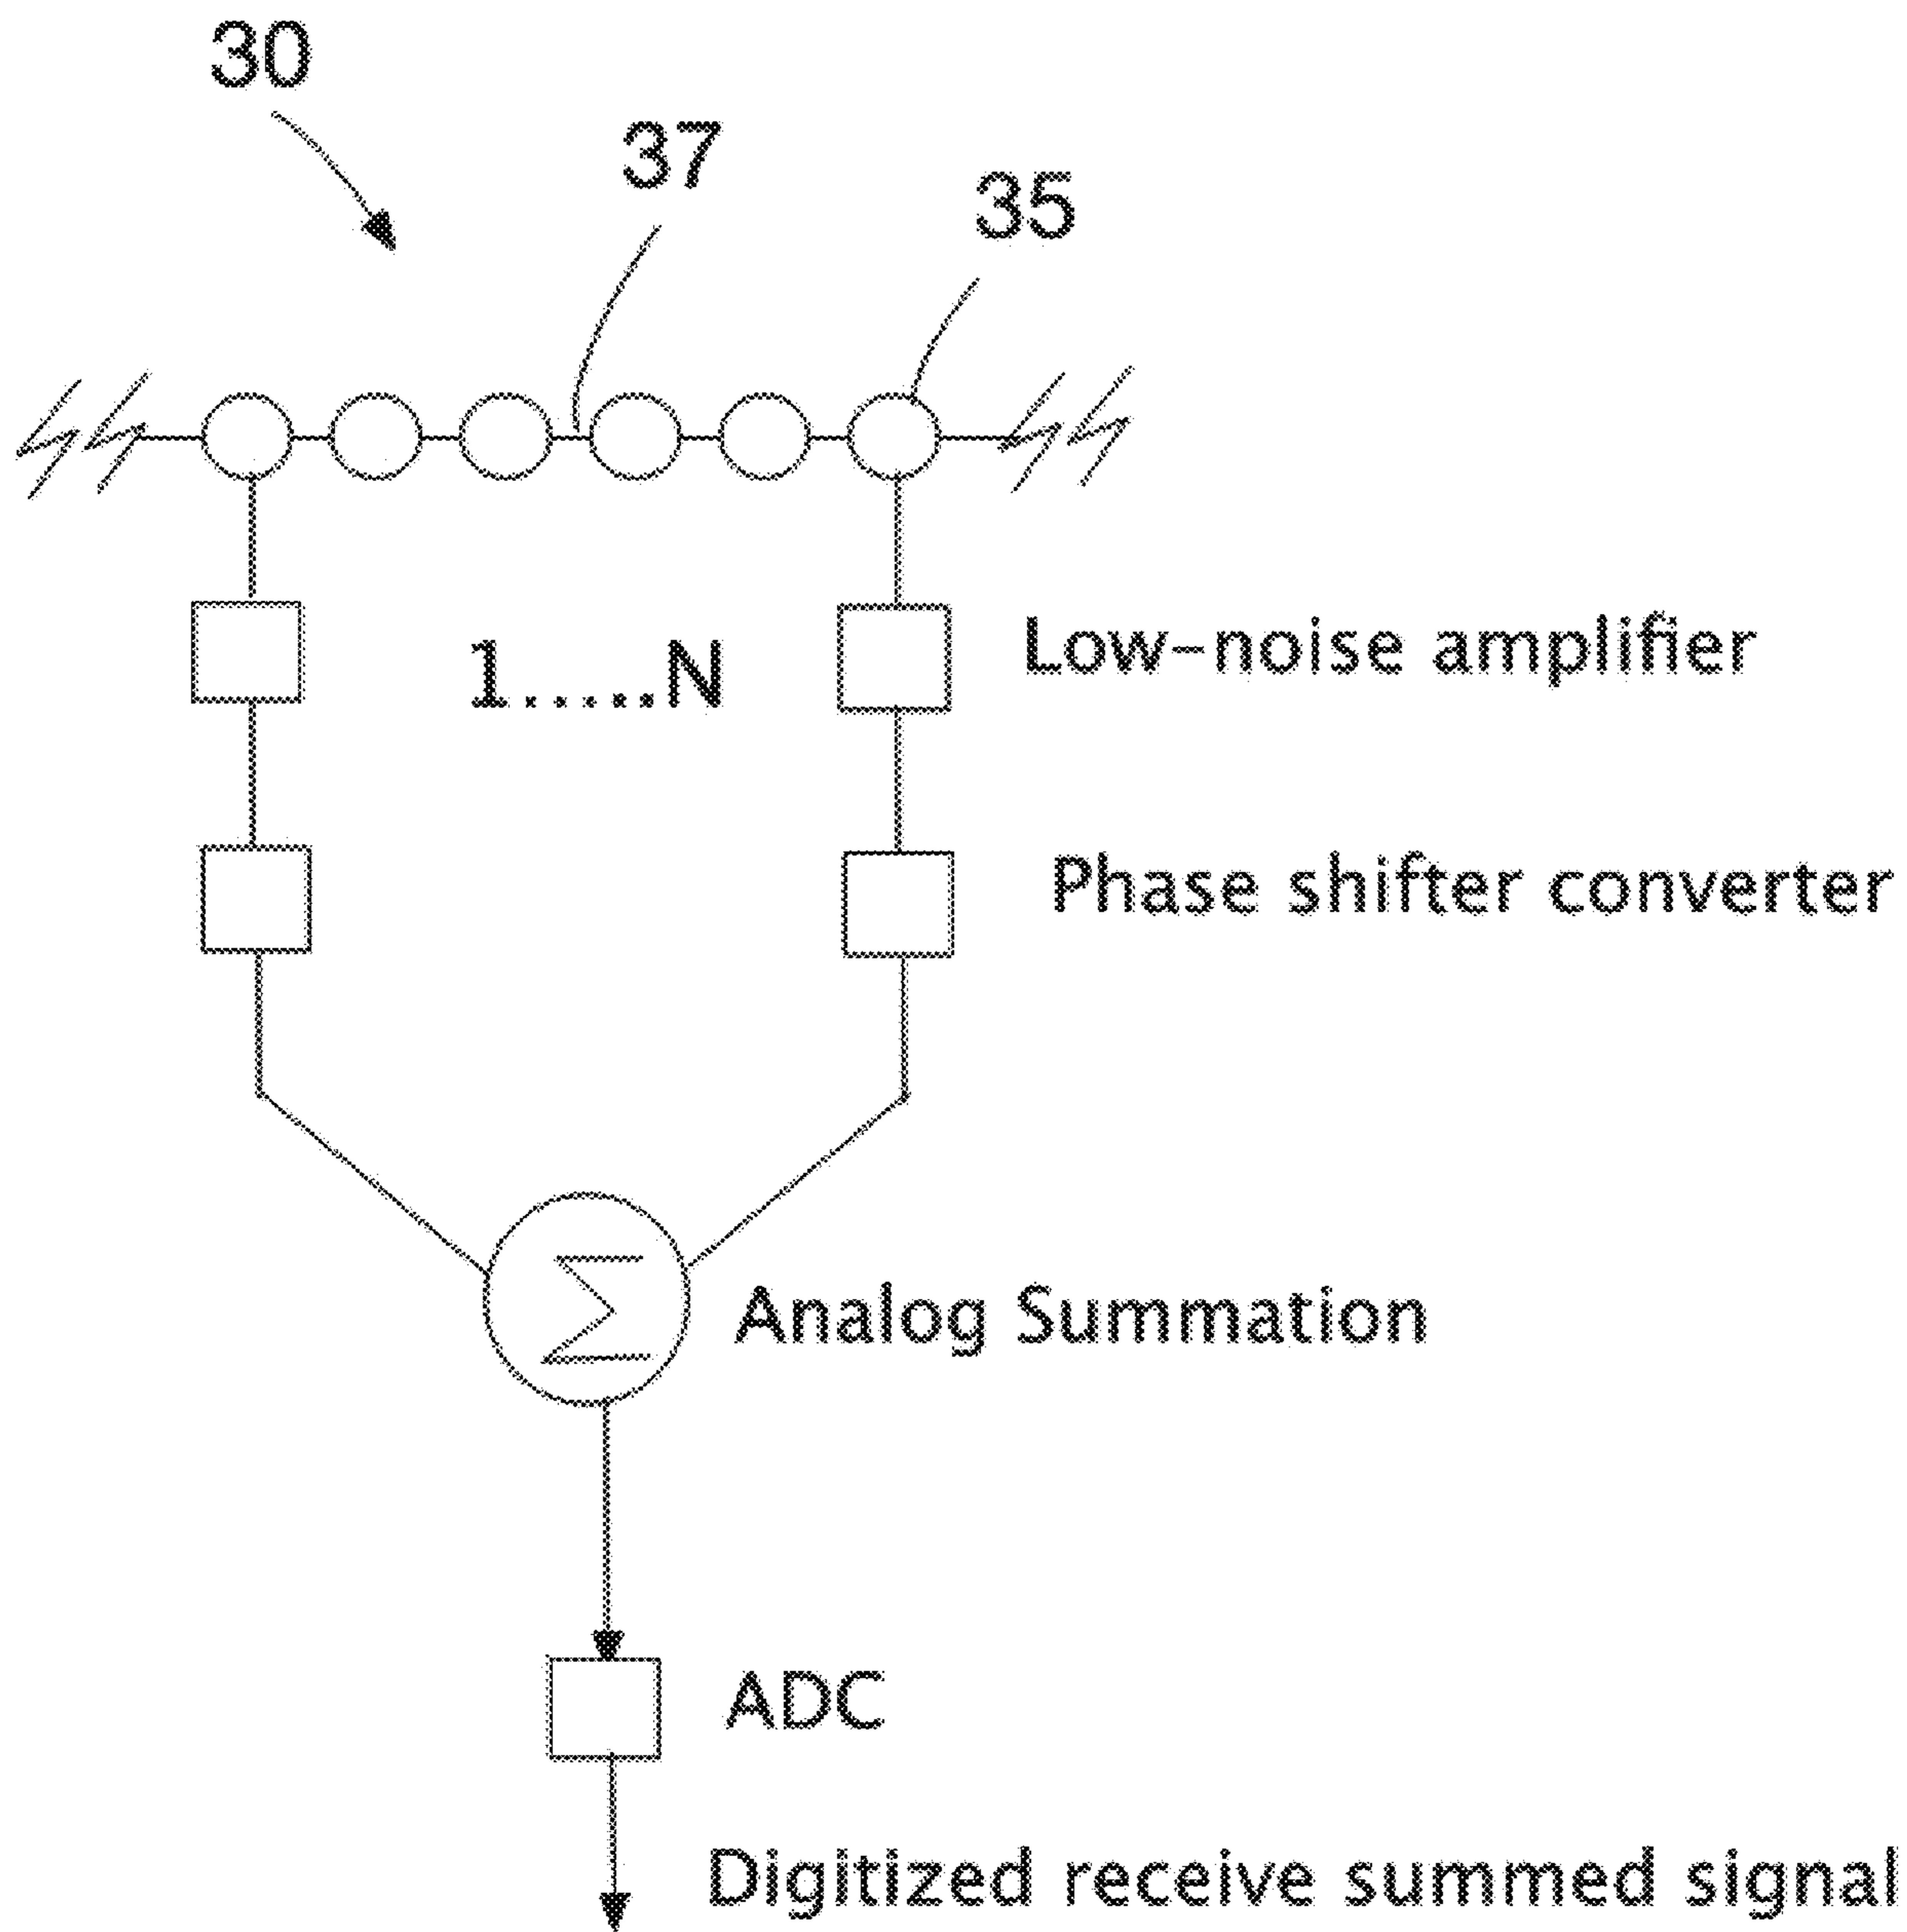 30
37
35
1.....N
Low-noise amplifier
Phase shifter converter
Σ
Analog Summation
ADC
Digitized receive summed signal